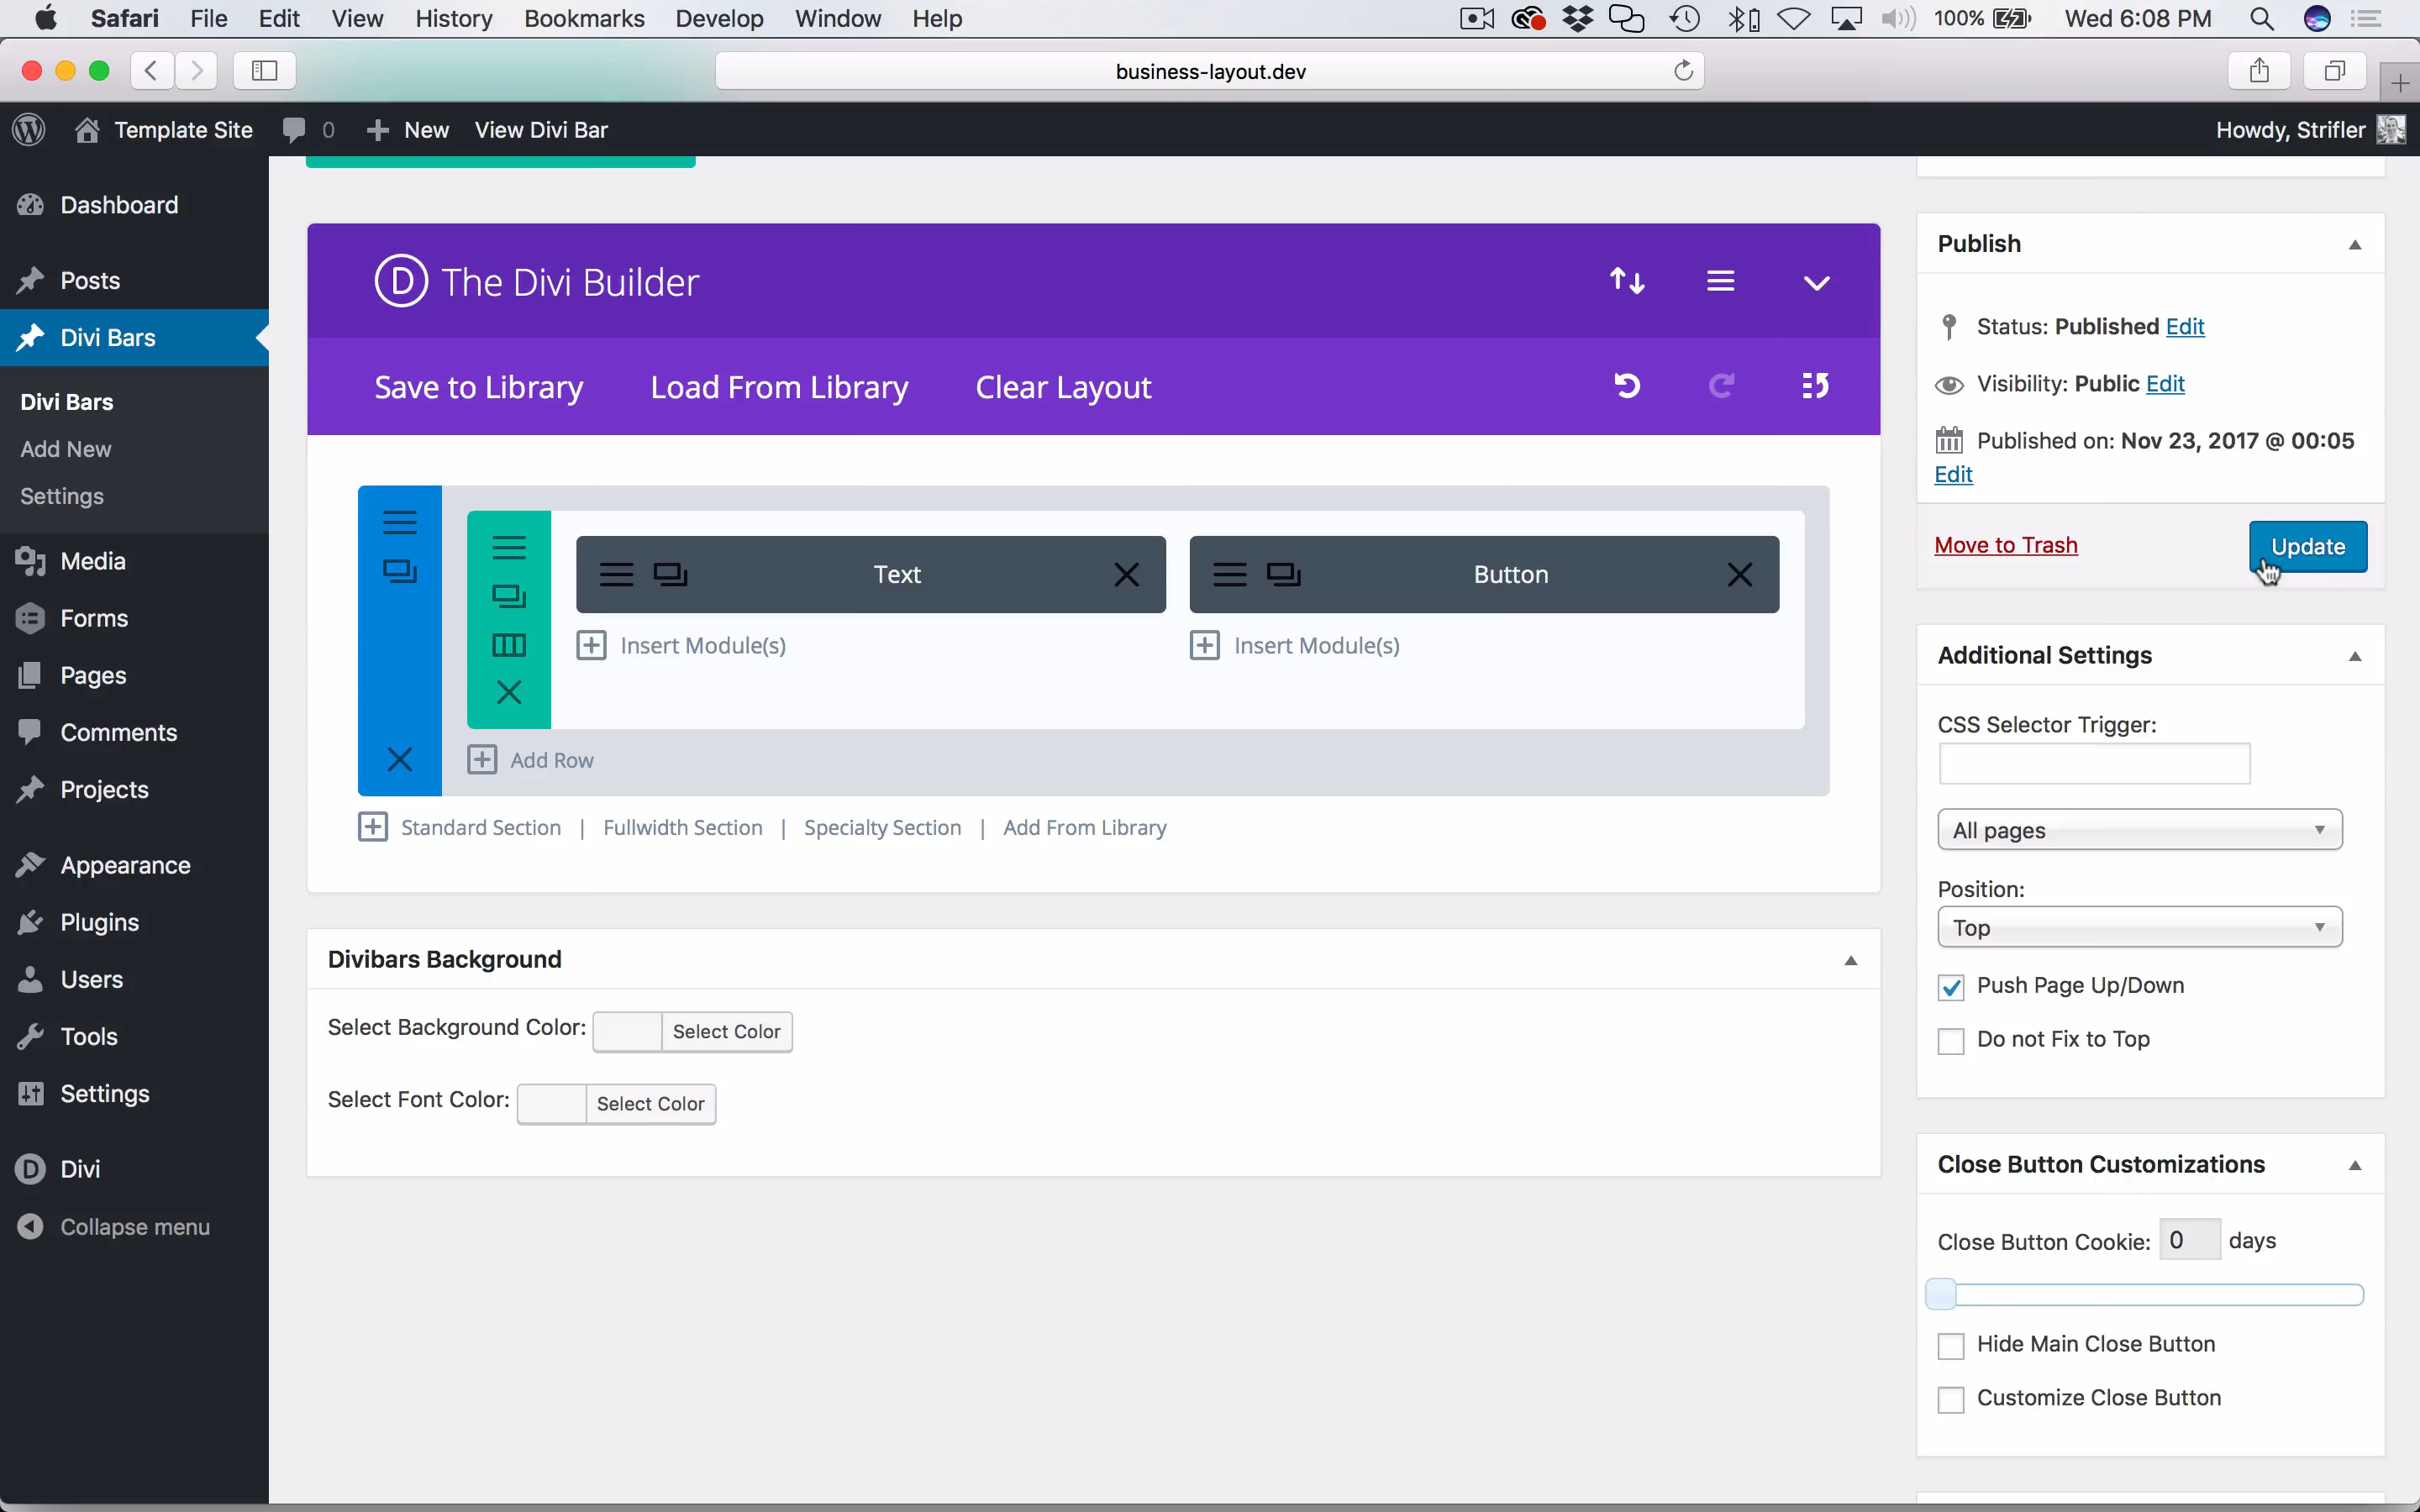 Safari File Edit View History Bookmarks Develop Window Help 100% Wed 6:08 PM
business-layout.dev
Template Site 0 New View Divi Bar Howdy, Strifler
Dashboard
Posts
Divi Bars
Divi Bars
Add New
Settings
Media
Forms
Pages
Comments
Projects
Appearance
Plugins
Users
Tools
Settings
D Divi
Collapse menu
D The Divi Builder
Save to Library Load From Library Clear Layout
Text Button
Insert Module(s) Insert Module(s)
Add Row
Standard Section | Fullwidth Section | Specialty Section | Add From Library
Divibars Background
Select Background Color: Select Color
Select Font Color: Select Color
Publish
Status: Published Edit
Visibility: Public Edit
Published on: Nov 23, 2017 @ 00:05
Edit
Move to Trash Update
Additional Settings
CSS Selector Trigger:
All pages
Position:
Top
Push Page Up/Down
Do not Fix to Top
Close Button Customizations
Close Button Cookie: 0 days
Hide Main Close Button
Customize Close Button